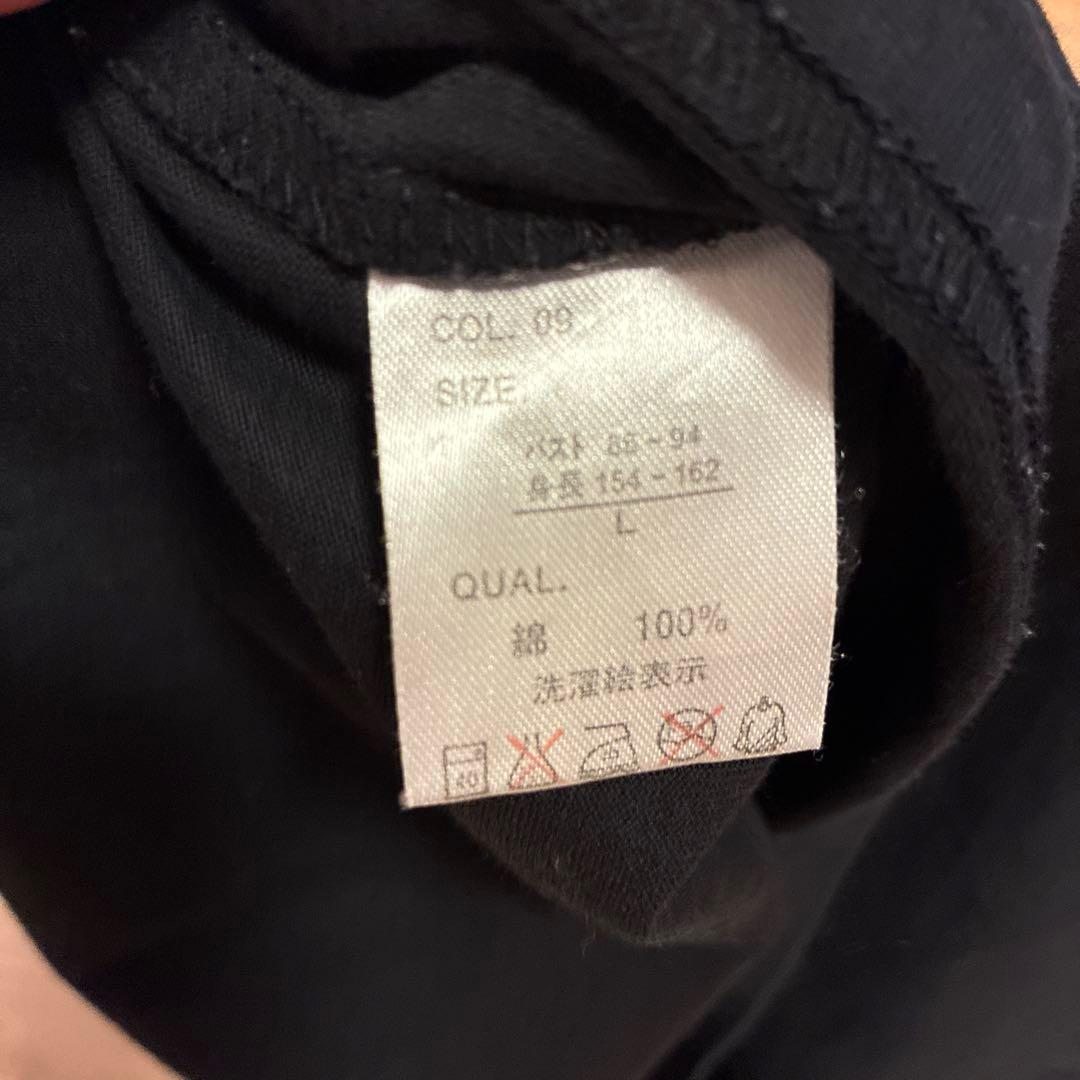 COL. 09
SIZE.
バスト 86~94
身長 154~162
L
QUAL.
綿 100%
洗濯絵表示
40